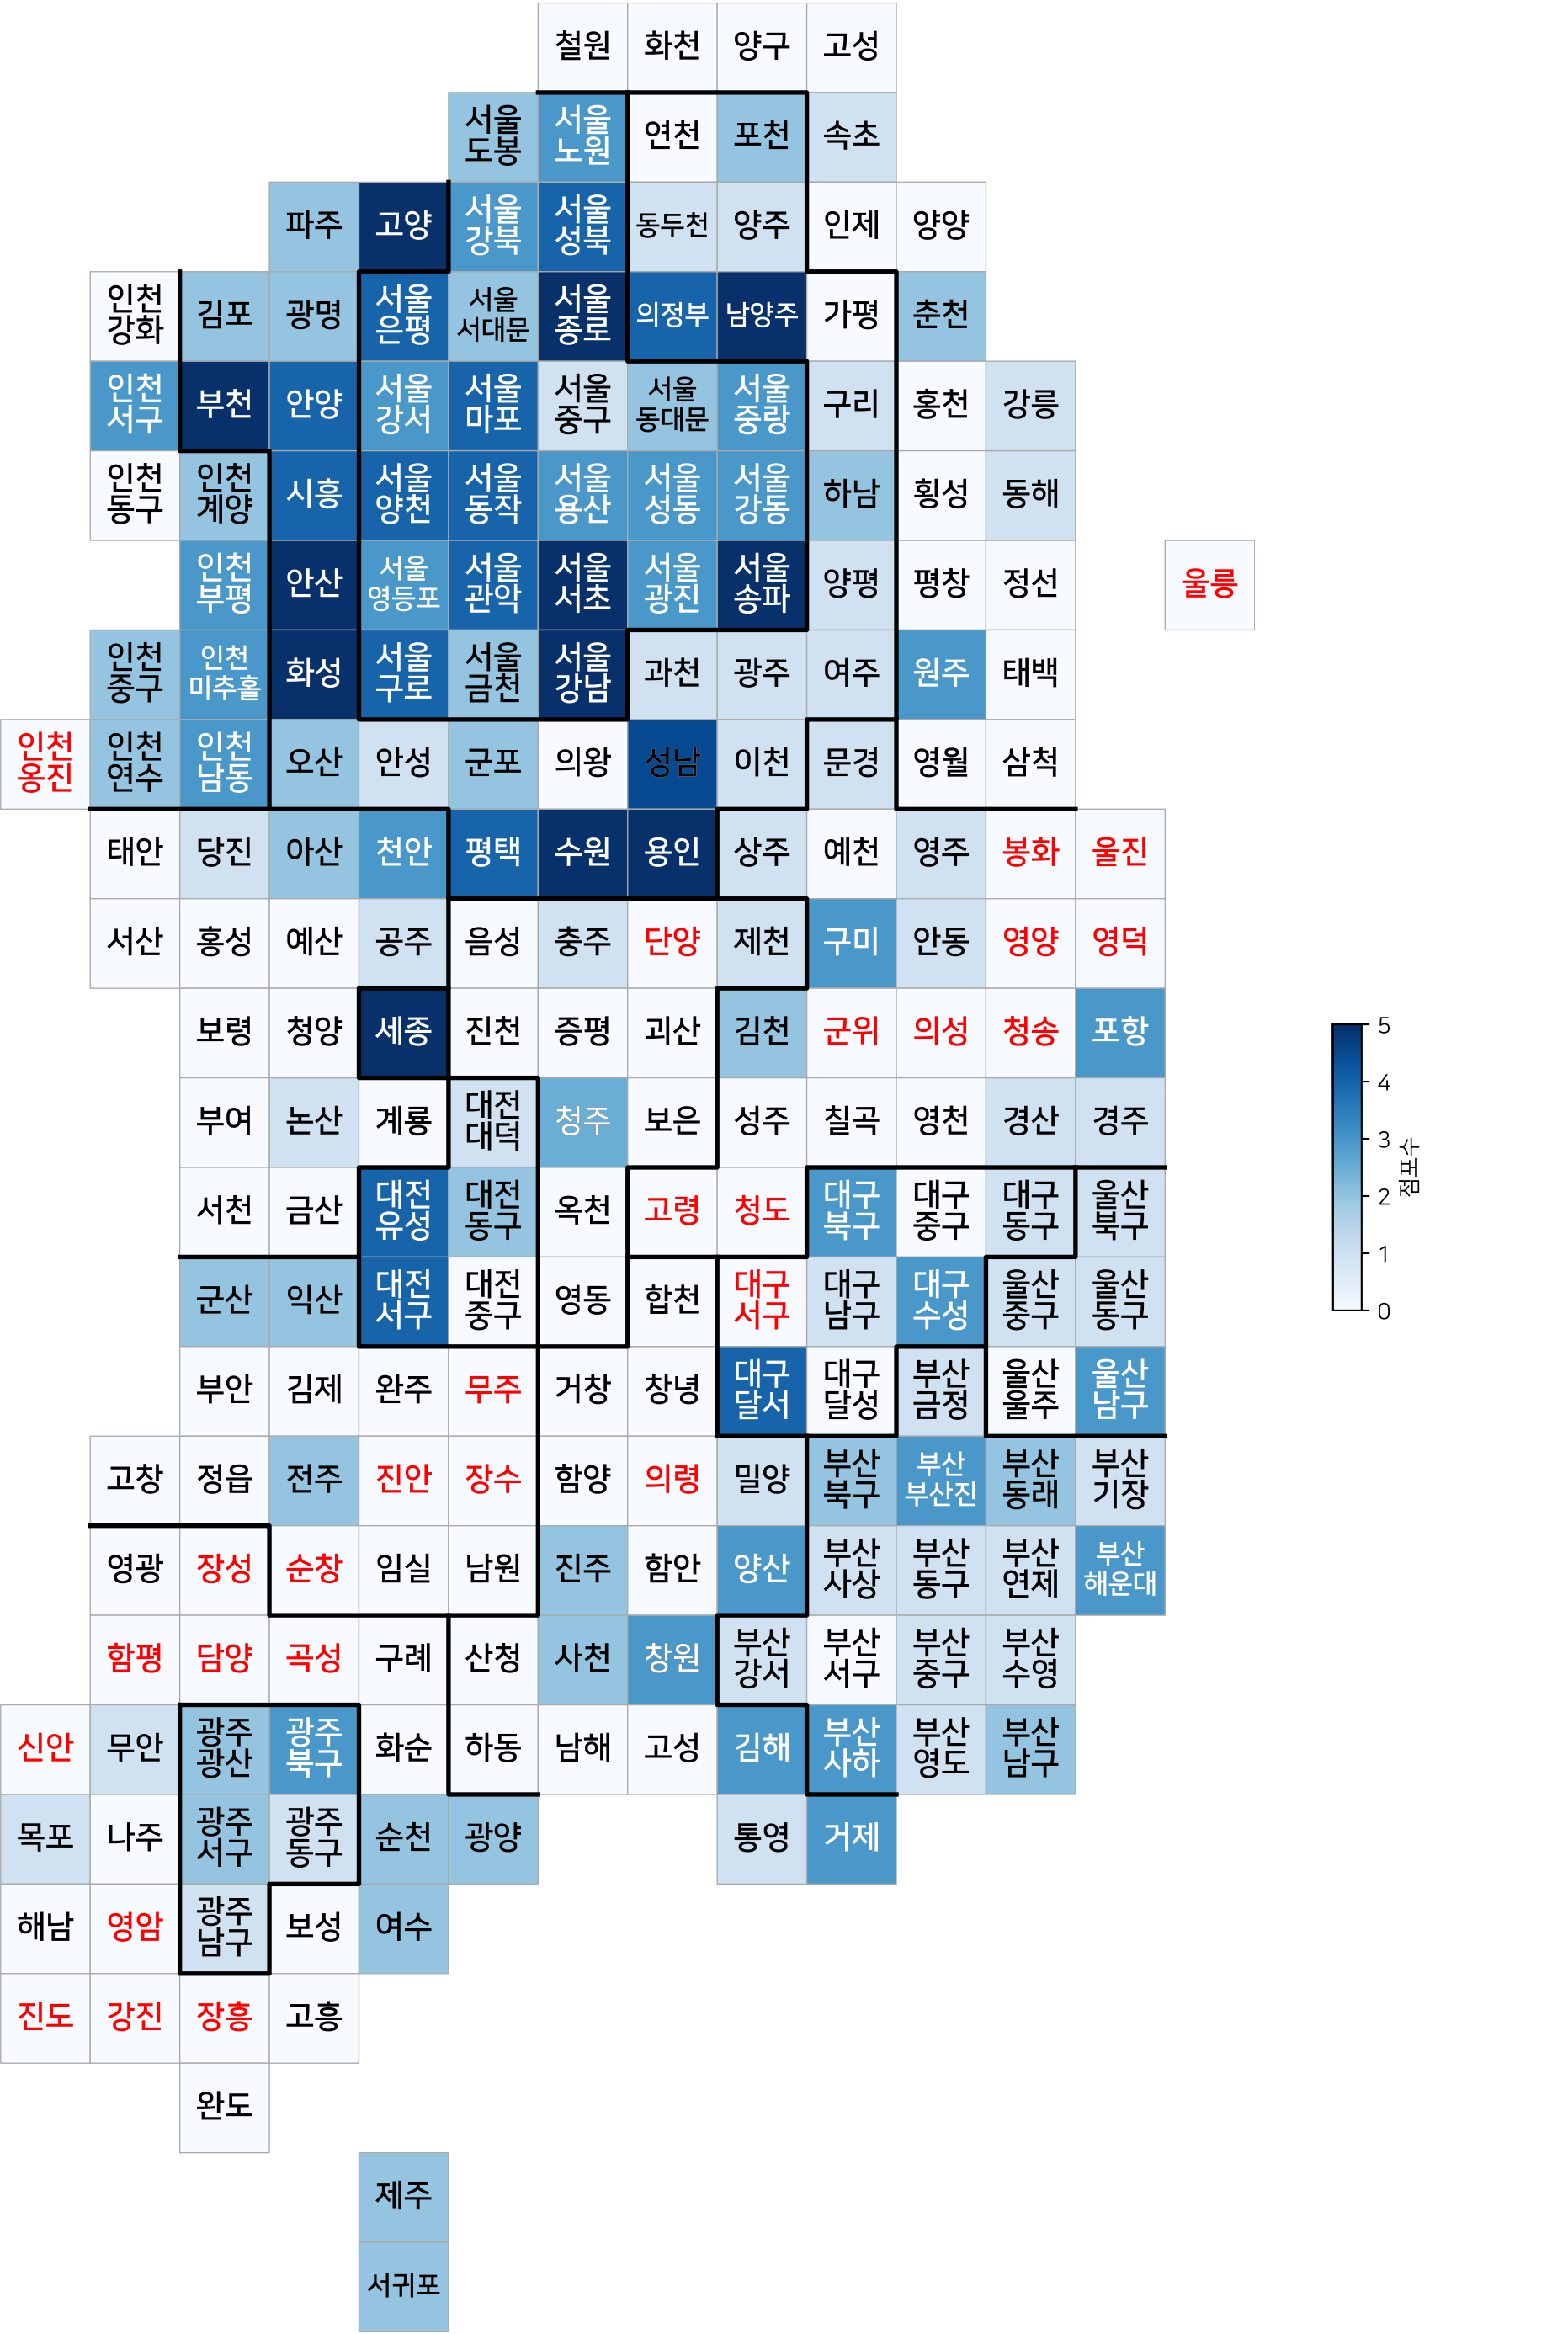 철원 화천 양구 고성
서울
도봉
서울
노원
연천 포천 속초
파주 고양
서울
강북
서울
성북
동두천 양주 인제 양양
인천
강화
김포 광명
서울
은평
서울
서대문
서울
종로
의정부 남양주 가평 춘천
인천
서구
부천 안양
서울
강서
서울
마포
서울
중구
서울
동대문
서울
중랑
구리 홍천 강릉
인천
동구
인천
계양
시흥
서울
양천
서울
동작
서울
용산
서울
성동
서울
강동
하남 횡성 동해
인천
부평
안산
서울
영등포
서울
관악
서울
서초
서울
광진
서울
송파
양평 평창 정선 울릉
인천
중구
인천
미추홀
화성
서울
구로
서울
금천
서울
강남
과천 광주 여주 원주 태백
인천
옹진
인천
연수
인천
남동
오산 안성 군포 의왕 성남 이천 문경 영월 삼척
태안 당진 아산 천안 평택 수원 용인 상주 예천 영주 봉화 울진
서산 홍성 예산 공주 음성 충주 단양 제천 구미 안동 영양 영덕
보령 청양 세종 진천 증평 괴산 김천 군위 의성 청송 포항
부여 논산 계룡
대전
대덕
청주 보은 성주 칠곡 영천 경산 경주
서천 금산
대전
유성
대전
동구
옥천 고령 청도
대구
북구
대구
중구
대구
동구
울산
북구
군산 익산
대전
서구
대전
중구
영동 합천
대구
서구
대구
남구
대구
수성
울산
중구
울산
동구
부안 김제 완주 무주 거창 창녕
대구
달서
대구
달성
부산
금정
울산
울주
울산
남구
고창 정읍 전주 진안 장수 함양 의령 밀양
부산
북구
부산
부산진
부산
동래
부산
기장
영광 장성 순창 임실 남원 진주 함안 양산
부산
사상
부산
동구
부산
연제
부산
해운대
함평 담양 곡성 구례 산청 사천 창원
부산
강서
부산
서구
부산
중구
부산
수영
신안 무안
광주
광산
광주
북구
화순 하동 남해 고성 김해
부산
사하
부산
영도
부산
남구
목포 나주
광주
서구
광주
동구
순천 광양 통영 거제
해남 영암
광주
남구
보성 여수
진도 강진 장흥 고흥
완도
제주
서귀포
5
4
3
2
1
0
점포수